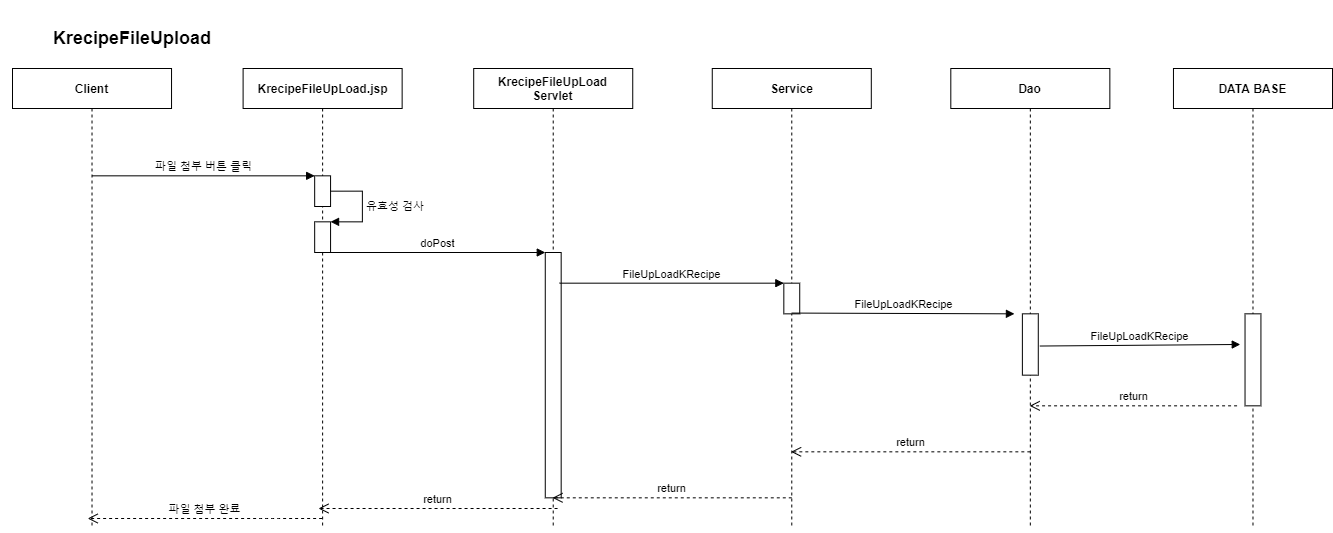 KrecipeFileUpload
Client
KrecipeFileUpLoad.jsp
KrecipeFileUpLoad
Servlet
Service
Dao
DATA BASE
파일 첨부 버튼 클릭
유효성 검사
doPost
FileUpLoadKRecipe
FileUpLoadKRecipe
FileUpLoadKRecipe
return
return
return
return
파일 첨부 완료